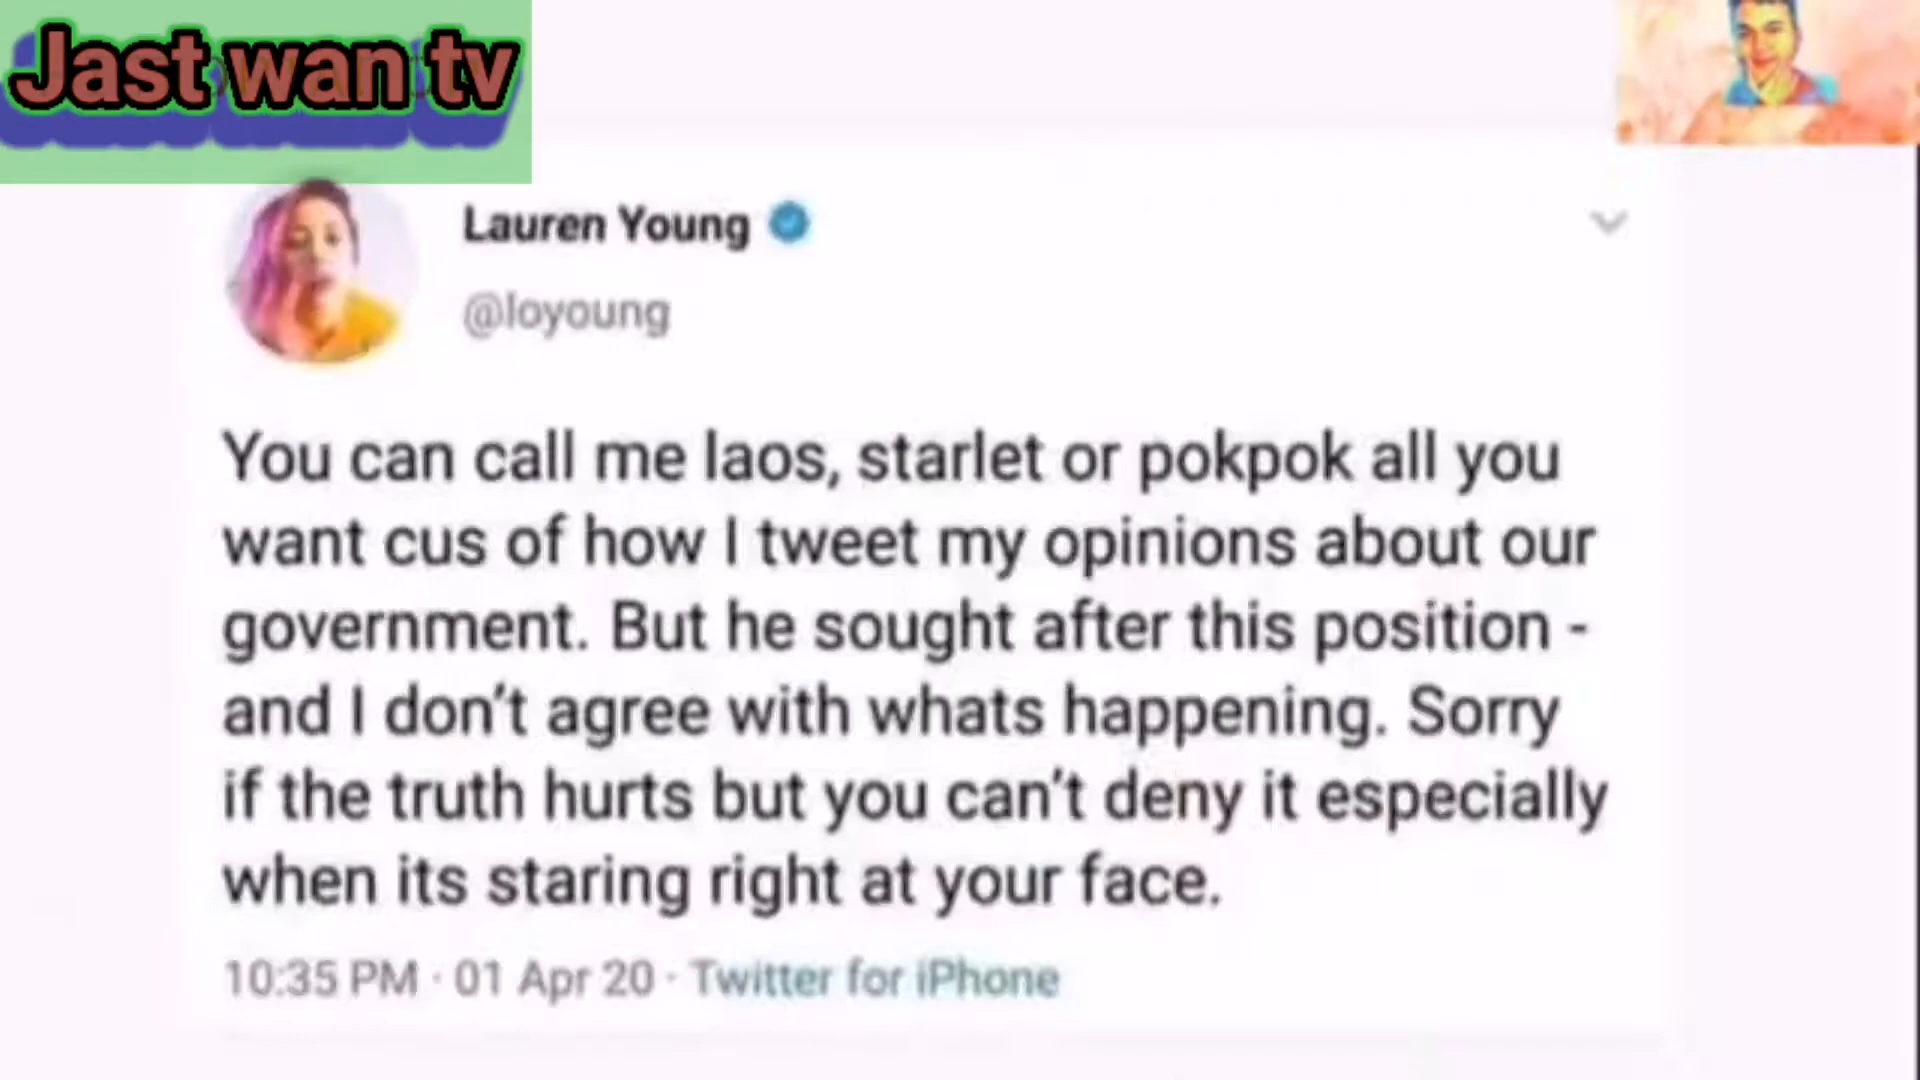 Jast wan tv
Lauren Young
@loyoung
You can call me laos, starlet or pokpok all you
want cus of how I tweet my opinions about our
government. But he sought after this position -
and I don't agree with whats happening. Sorry
if the truth hurts but you can't deny it especially
when its staring right at your face.
10:35 PM · 01 Apr 20 · Twitter for iPhone